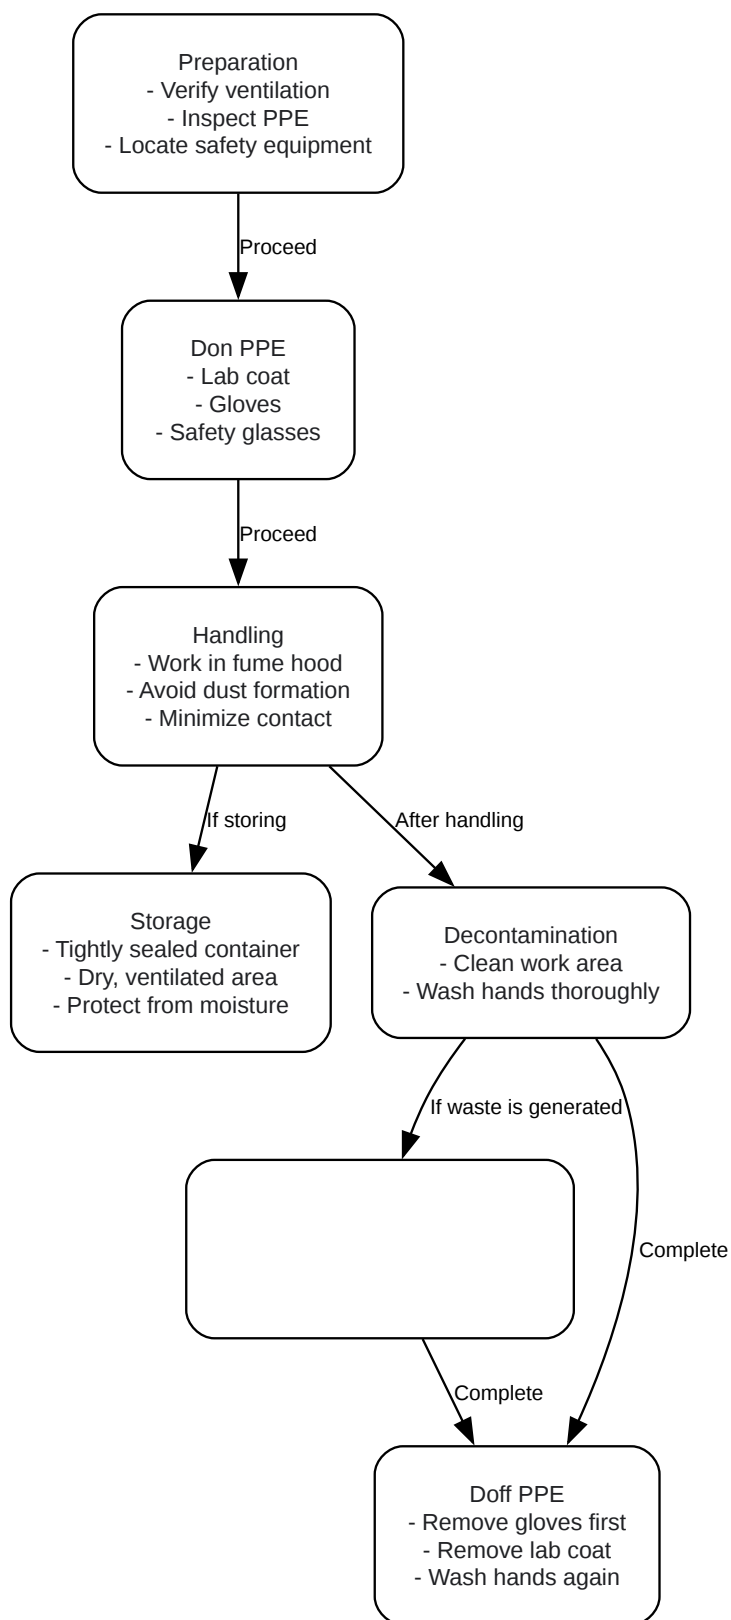 Preparation
- Verify ventilation
- Inspect PPE
- Locate safety equipment
Proceed
Don PPE
- Lab coat
- Gloves
- Safety glasses
Proceed
Handling
- Work in fume hood
- Avoid dust formation
- Minimize contact
If storing
After handling
Storage
- Tightly sealed container
- Dry, ventilated area
- Protect from moisture
Decontamination
- Clean work area
- Wash hands thoroughly
If waste is generated
Complete
Complete
Doff PPE
- Remove gloves first
- Remove lab coat
- Wash hands again